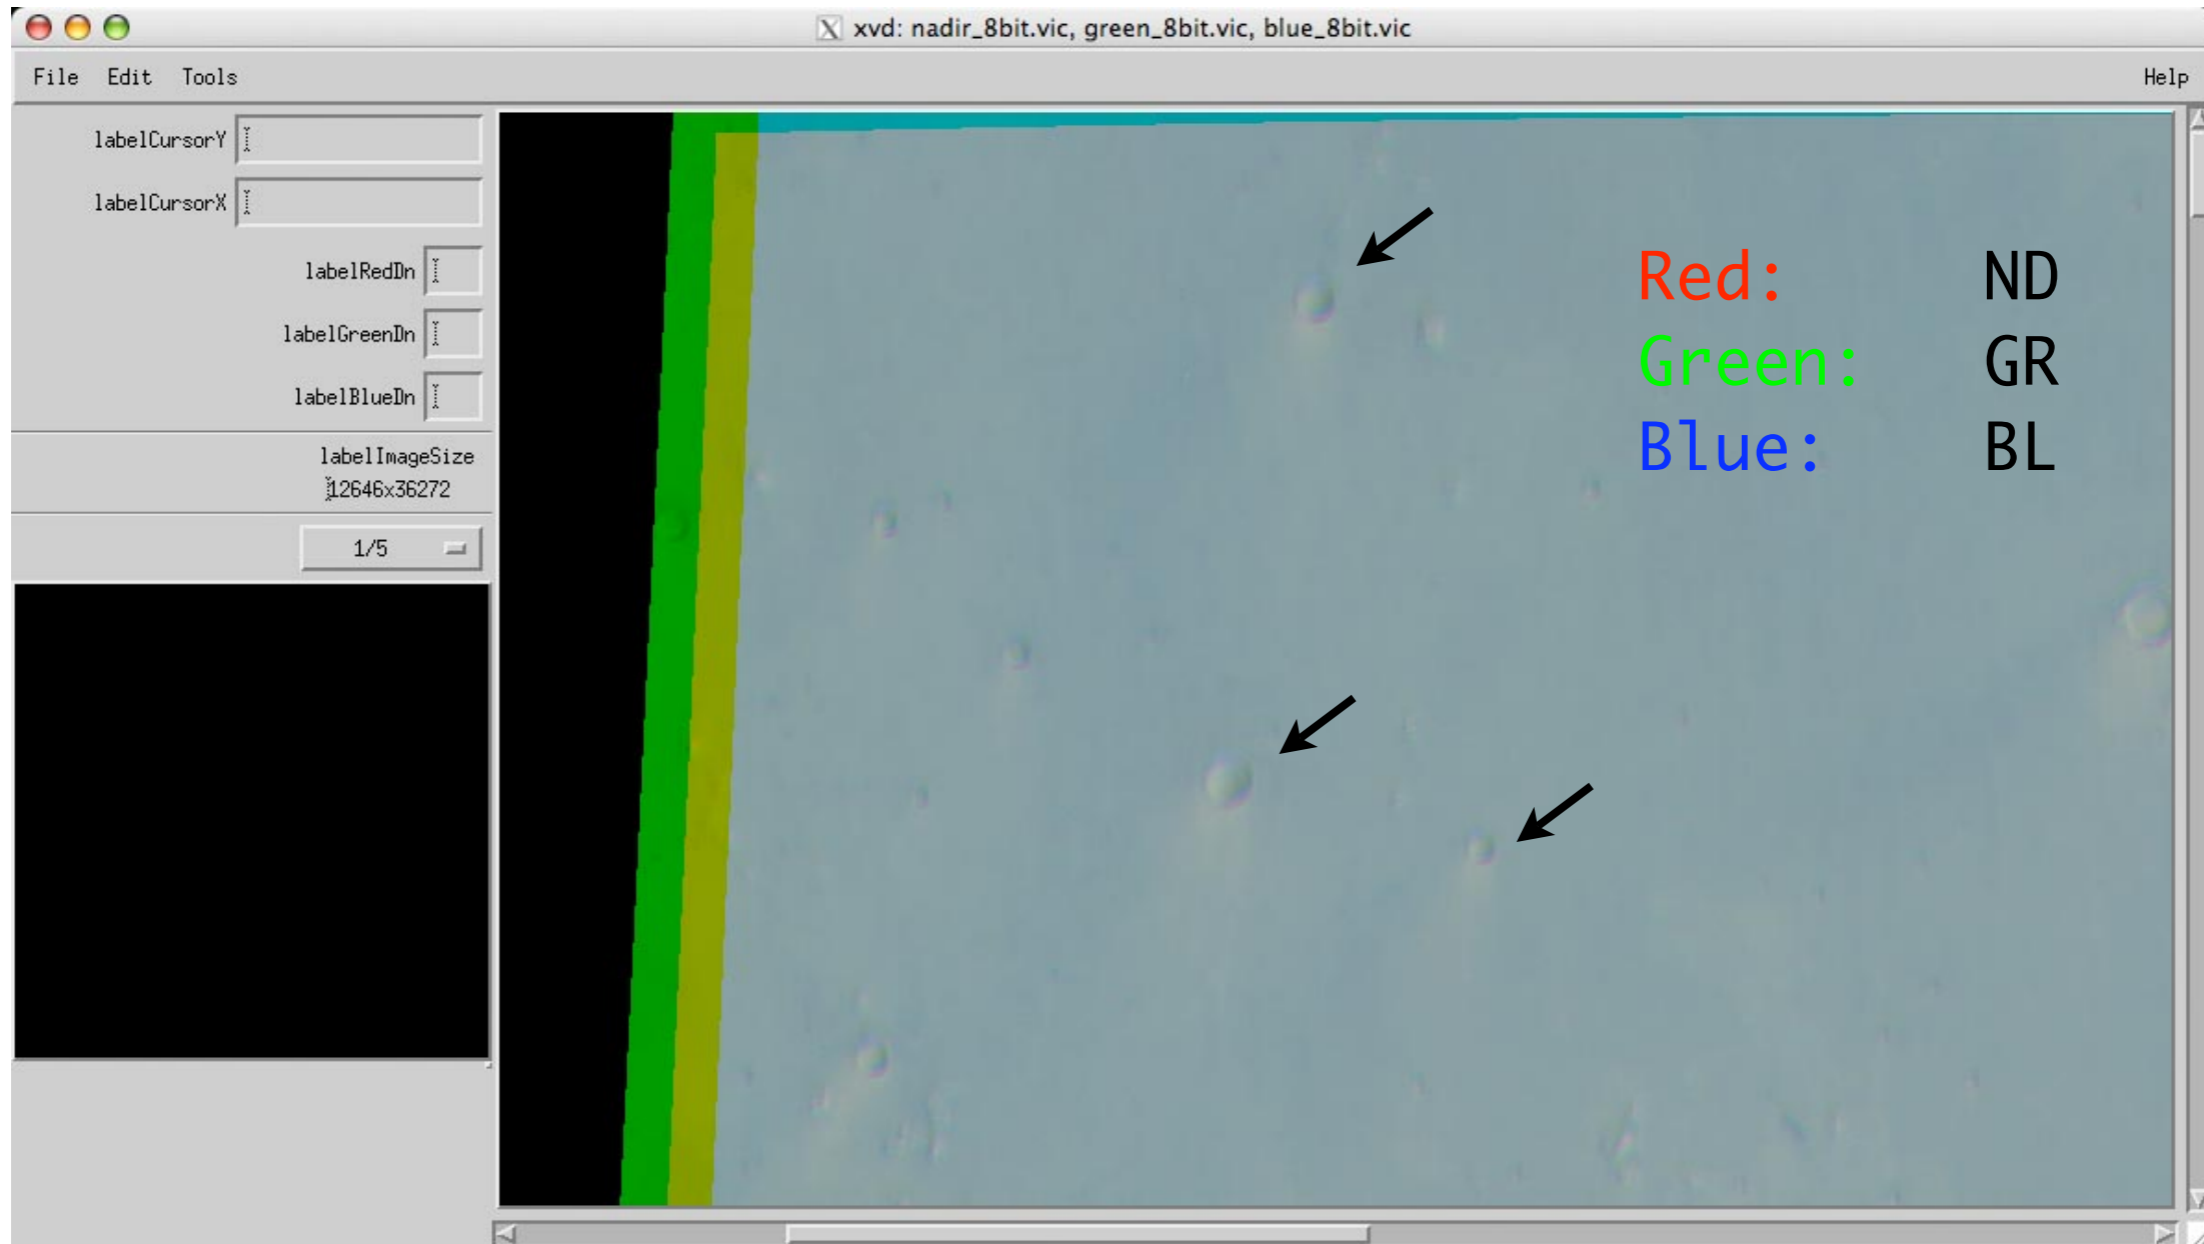 xvd: nadir_8bit.vic, green_8bit.vic, blue_8bit.vic
File Edit Tools Help
labelCursorY
labelCursorX
labelRedDn
labelGreenDn
labelBlueDn
labelImageSize
12646x36272
1/5
Red: ND
Green: GR
Blue: BL